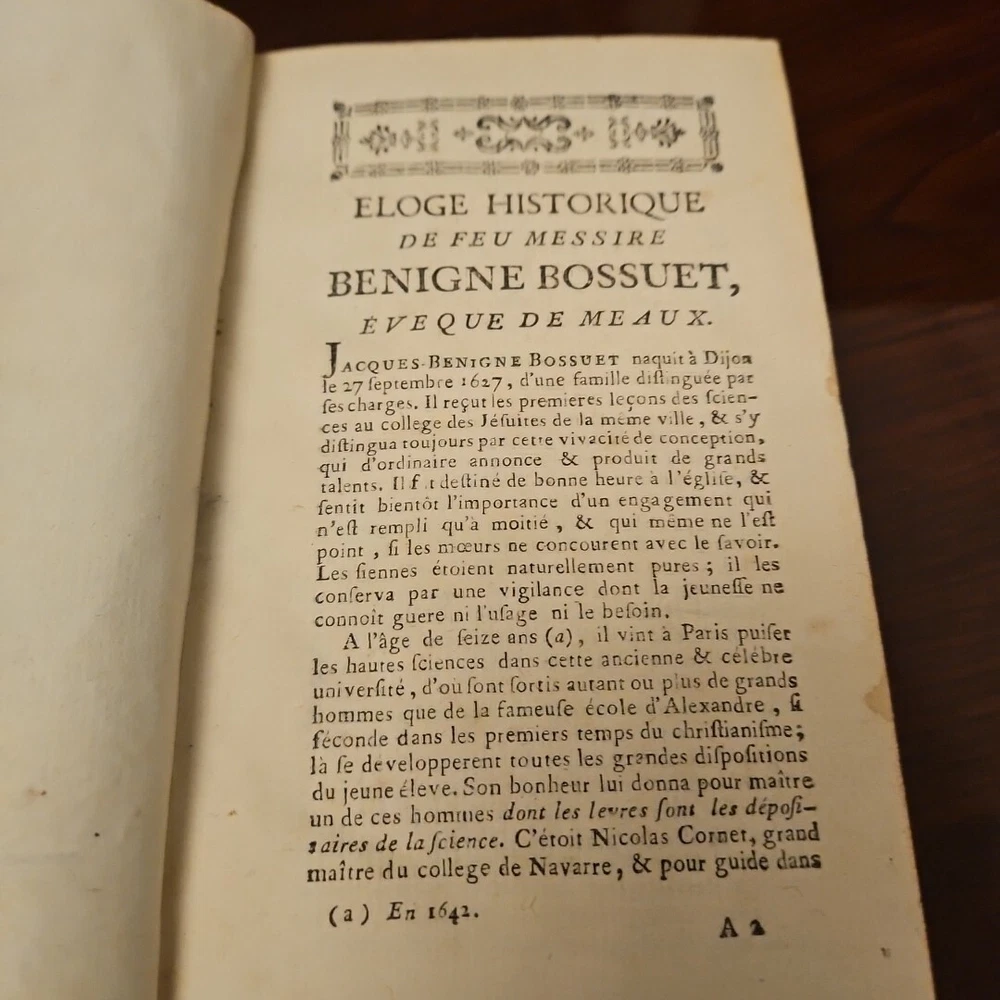 ELOGE HISTORIQUE
DE FEU MESSIRE
BENIGNE BOSSUET,
ÉVEQUE DE MEAUX.
JACQUES-BENIGNE BOSSUET naquit à Dijon
le 27 ſeptembre 1627, d'une famille diſtinguée par
ſes charges. Il reçut les premieres leçons des ſcien-
ces au college des Jéſuites de la même ville, & s'y
diſtingua toujours par cette vivacité de conception,
qui d'ordinaire annonce & produit de grands
talents. Il f t deſtiné de bonne heure à l'égliſe, &
ſentit bientôt l'importance d'un engagement qui
n'eſt rempli qu'à moitié, & qui même ne l'eſt
point, ſi les mœurs ne concourent avec le ſavoir.
Les ſiennes étoient naturellement pures; il les
conſerva par une vigilance dont la jeuneſſe ne
connoît guere ni l'uſage ni le beſoin.
A l'âge de ſeize ans (a), il vint à Paris puiſer
les hautes ſciences dans cette ancienne & célébre
univerſité, d'où ſont ſortis autant ou plus de grands
hommes que de la fameuſe école d'Alexandre, ſi
féconde dans les premiers temps du chriſtianiſme;
là ſe développerent toutes les grandes diſpoſitions
du jeune éleve. Son bonheur lui donna pour maître
un de ces hommes dont les levres ſont les dépoſi-
taires de la ſcience. C'étoit Nicolas Cornet, grand
maître du college de Navarre, & pour guide dans
(a) En 1642.
A 2